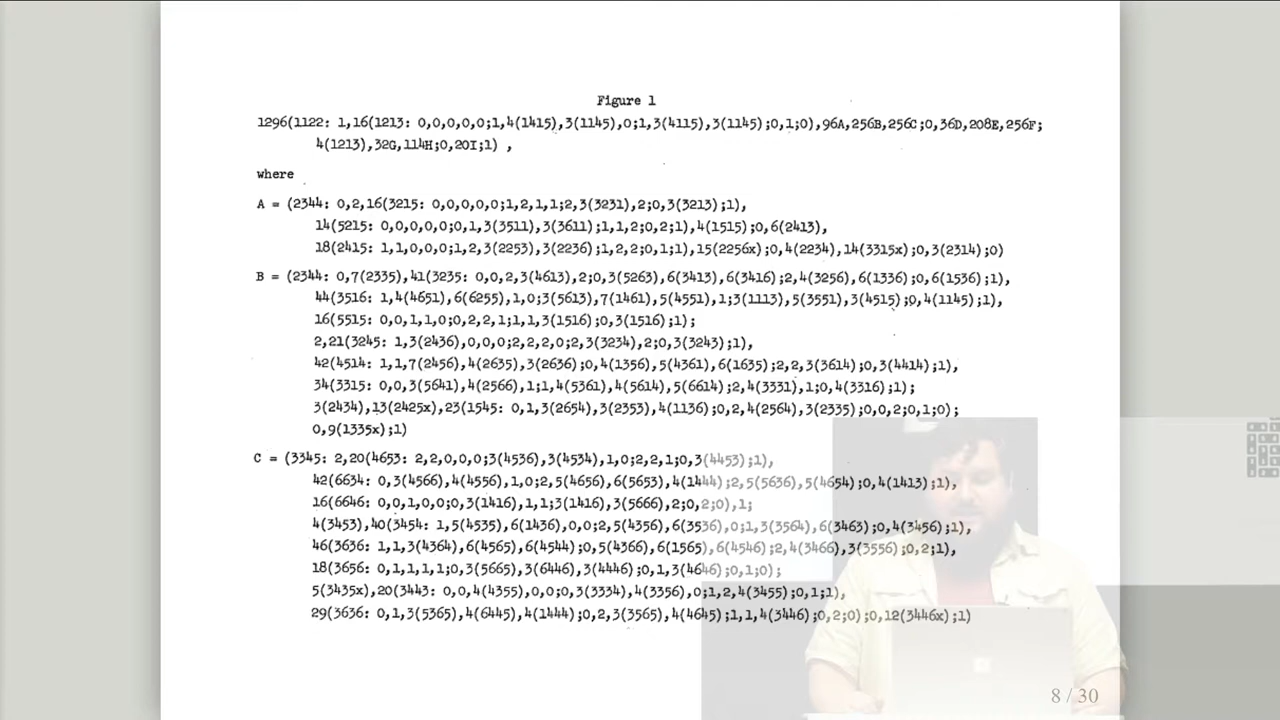 Figure 1
1296(1122: 1,16(1213: 0,0,0,0,0;1,4(1415),3(1145),0;1,3(4115),3(1145);0,1;0),96A,256B,256C;0,36D,208E,256F;
4(1213),32G,114H;0,20I;1) ,
where
A = (2344: 0,2,16(3215: 0,0,0,0,0;1,2,1,1;2,3(3231),2;0,3(3213);1),
14(5215: 0,0,0,0,0;0,1,3(3511),3(3611);1,1,2;0,2;1),4(1515);0,6(2413),
18(2415: 1,1,0,0,0;1,2,3(2253),3(2236);1,2,2;0,1;1),15(2256x);0,4(2234),14(3315x);0,3(2314);0)
B = (2344: 0,7(2335),41(3235: 0,0,2,3(4613),2;0,3(5263),6(3413),6(3416);2,4(3256),6(1336);0,6(1536);1),
44(3516: 1,4(4651),6(6255),1,0;3(5613),7(1461),5(4551),1;3(1113),5(3551),3(4515);0,4(1145);1),
16(5515: 0,0,1,1,0;0,2,2,1;1,1,3(1516);0,3(1516);1);
2,21(3245: 1,3(2436),0,0,0;2,2,2,0;2,3(3234),2;0,3(3243);1),
42(4514: 1,1,7(2456),4(2635),3(2636);0,4(1356),5(4361),6(1635);2,2,3(3614);0,3(4414);1),
34(3315: 0,0,3(5641),4(2566),1;1,4(5361),4(5614),5(6614);2,4(3331),1;0,4(3316);1);
3(2434),13(2425x),23(1545: 0,1,3(2654),3(2353),4(1136);0,2,4(2564),3(2335);0,0,2;0,1;0);
0,9(1335x);1)
C = (3345: 2,20(4653: 2,2,0,0,0;3(4536),3(4534),1,0;2,2,1;0,3(4453);1),
42(6634: 0,3(4566),4(4556),1,0;2,5(4656),6(5653),4(1444);2,5(5636),5(4654);0,4(1413);1),
16(6646: 0,0,1,0,0;0,3(1416),1,1;3(1416),3(5666),2;0,2;0),1;
4(3453),40(3454: 1,5(4535),6(1436),0,0;2,5(4356),6(3536),0;1,3(3564),6(3463);0,4(3456);1),
46(3636: 1,1,3(4364),6(4565),6(4544);0,5(4366),6(1565),6(4546);2,4(3466),3(3556);0,2;1),
18(3656: 0,1,1,1,1;0,3(5665),3(6446),3(4446);0,1,3(4646);0,1;0);
5(3435x),20(3443: 0,0,4(4355),0,0;0,3(3334),4(3356),0;1,2,4(3455);0,1;1),
29(3636: 0,1,3(5365),4(6445),4(1444);0,2,3(3565),4(4645);1,1,4(3446);0,2;0);0,12(3446x);1)
8 / 30